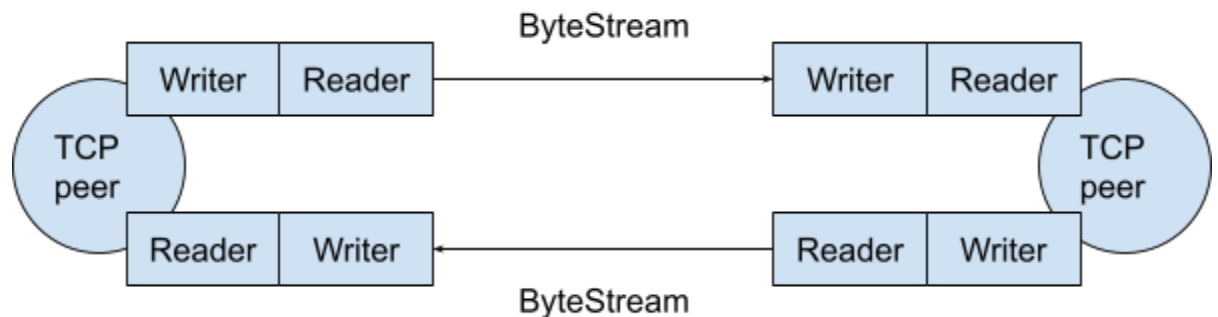 ByteStream
Writer Reader Writer Reader
TCP
peer
TCP
peer
Reader Writer Reader Writer
ByteStream